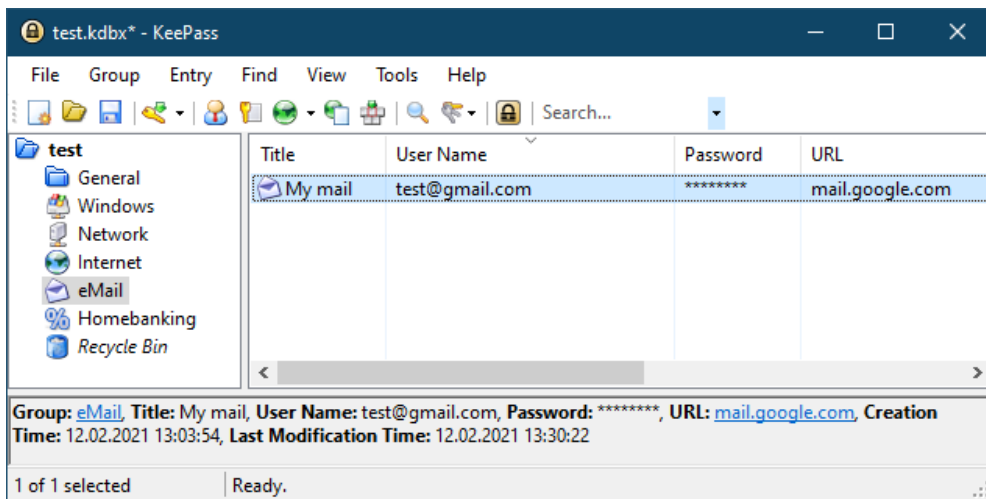 test.kdbx* - KeePass
File Group Entry Find View Tools Help
Search...
test
General
Windows
Network
Internet
eMail
Homebanking
Recycle Bin
Title User Name Password URL
My mail test@gmail.com ******** mail.google.com
Group: eMail, Title: My mail, User Name: test@gmail.com, Password: ********, URL: mail.google.com, Creation
Time: 12.02.2021 13:03:54, Last Modification Time: 12.02.2021 13:30:22
1 of 1 selected Ready.